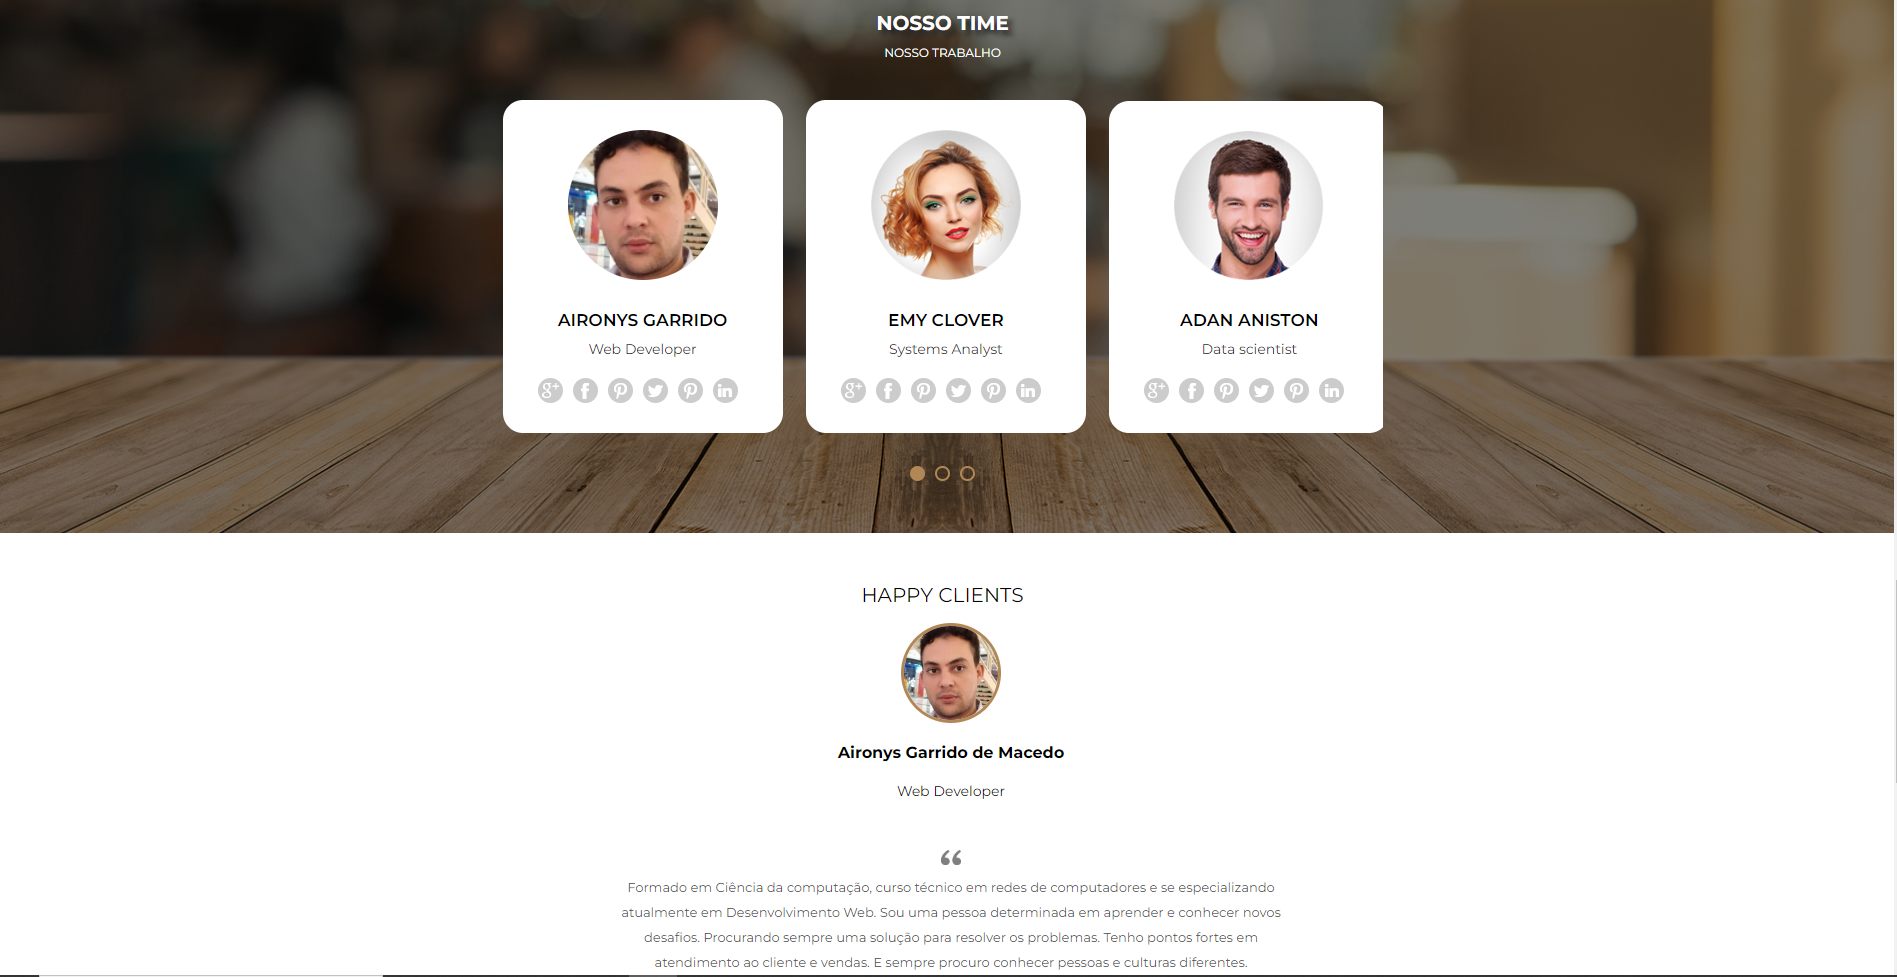 NOSSO TIME
NOSSO TRABALHO
AIRONYS GARRIDO
Web Developer
EMY CLOVER
Systems Analyst
ADAN ANISTON
Data scientist
HAPPY CLIENTS
Aironys Garrido de Macedo
Web Developer
“
Formado em Ciência da computação, curso técnico em redes de computadores e se especializando
atualmente em Desenvolvimento Web. Sou uma pessoa determinada em aprender e conhecer novos
desafios. Procurando sempre uma solução para resolver os problemas. Tenho pontos fortes em
atendimento ao cliente e vendas. E sempre procuro conhecer pessoas e culturas diferentes.